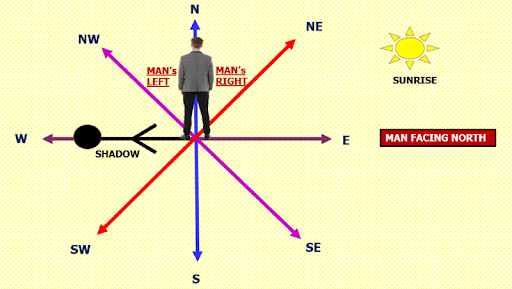 N
NW
NE
MAN's
LEFT
MAN's
RIGHT
SUNRISE
W
E
MAN FACING NORTH
SHADOW
SW
SE
S